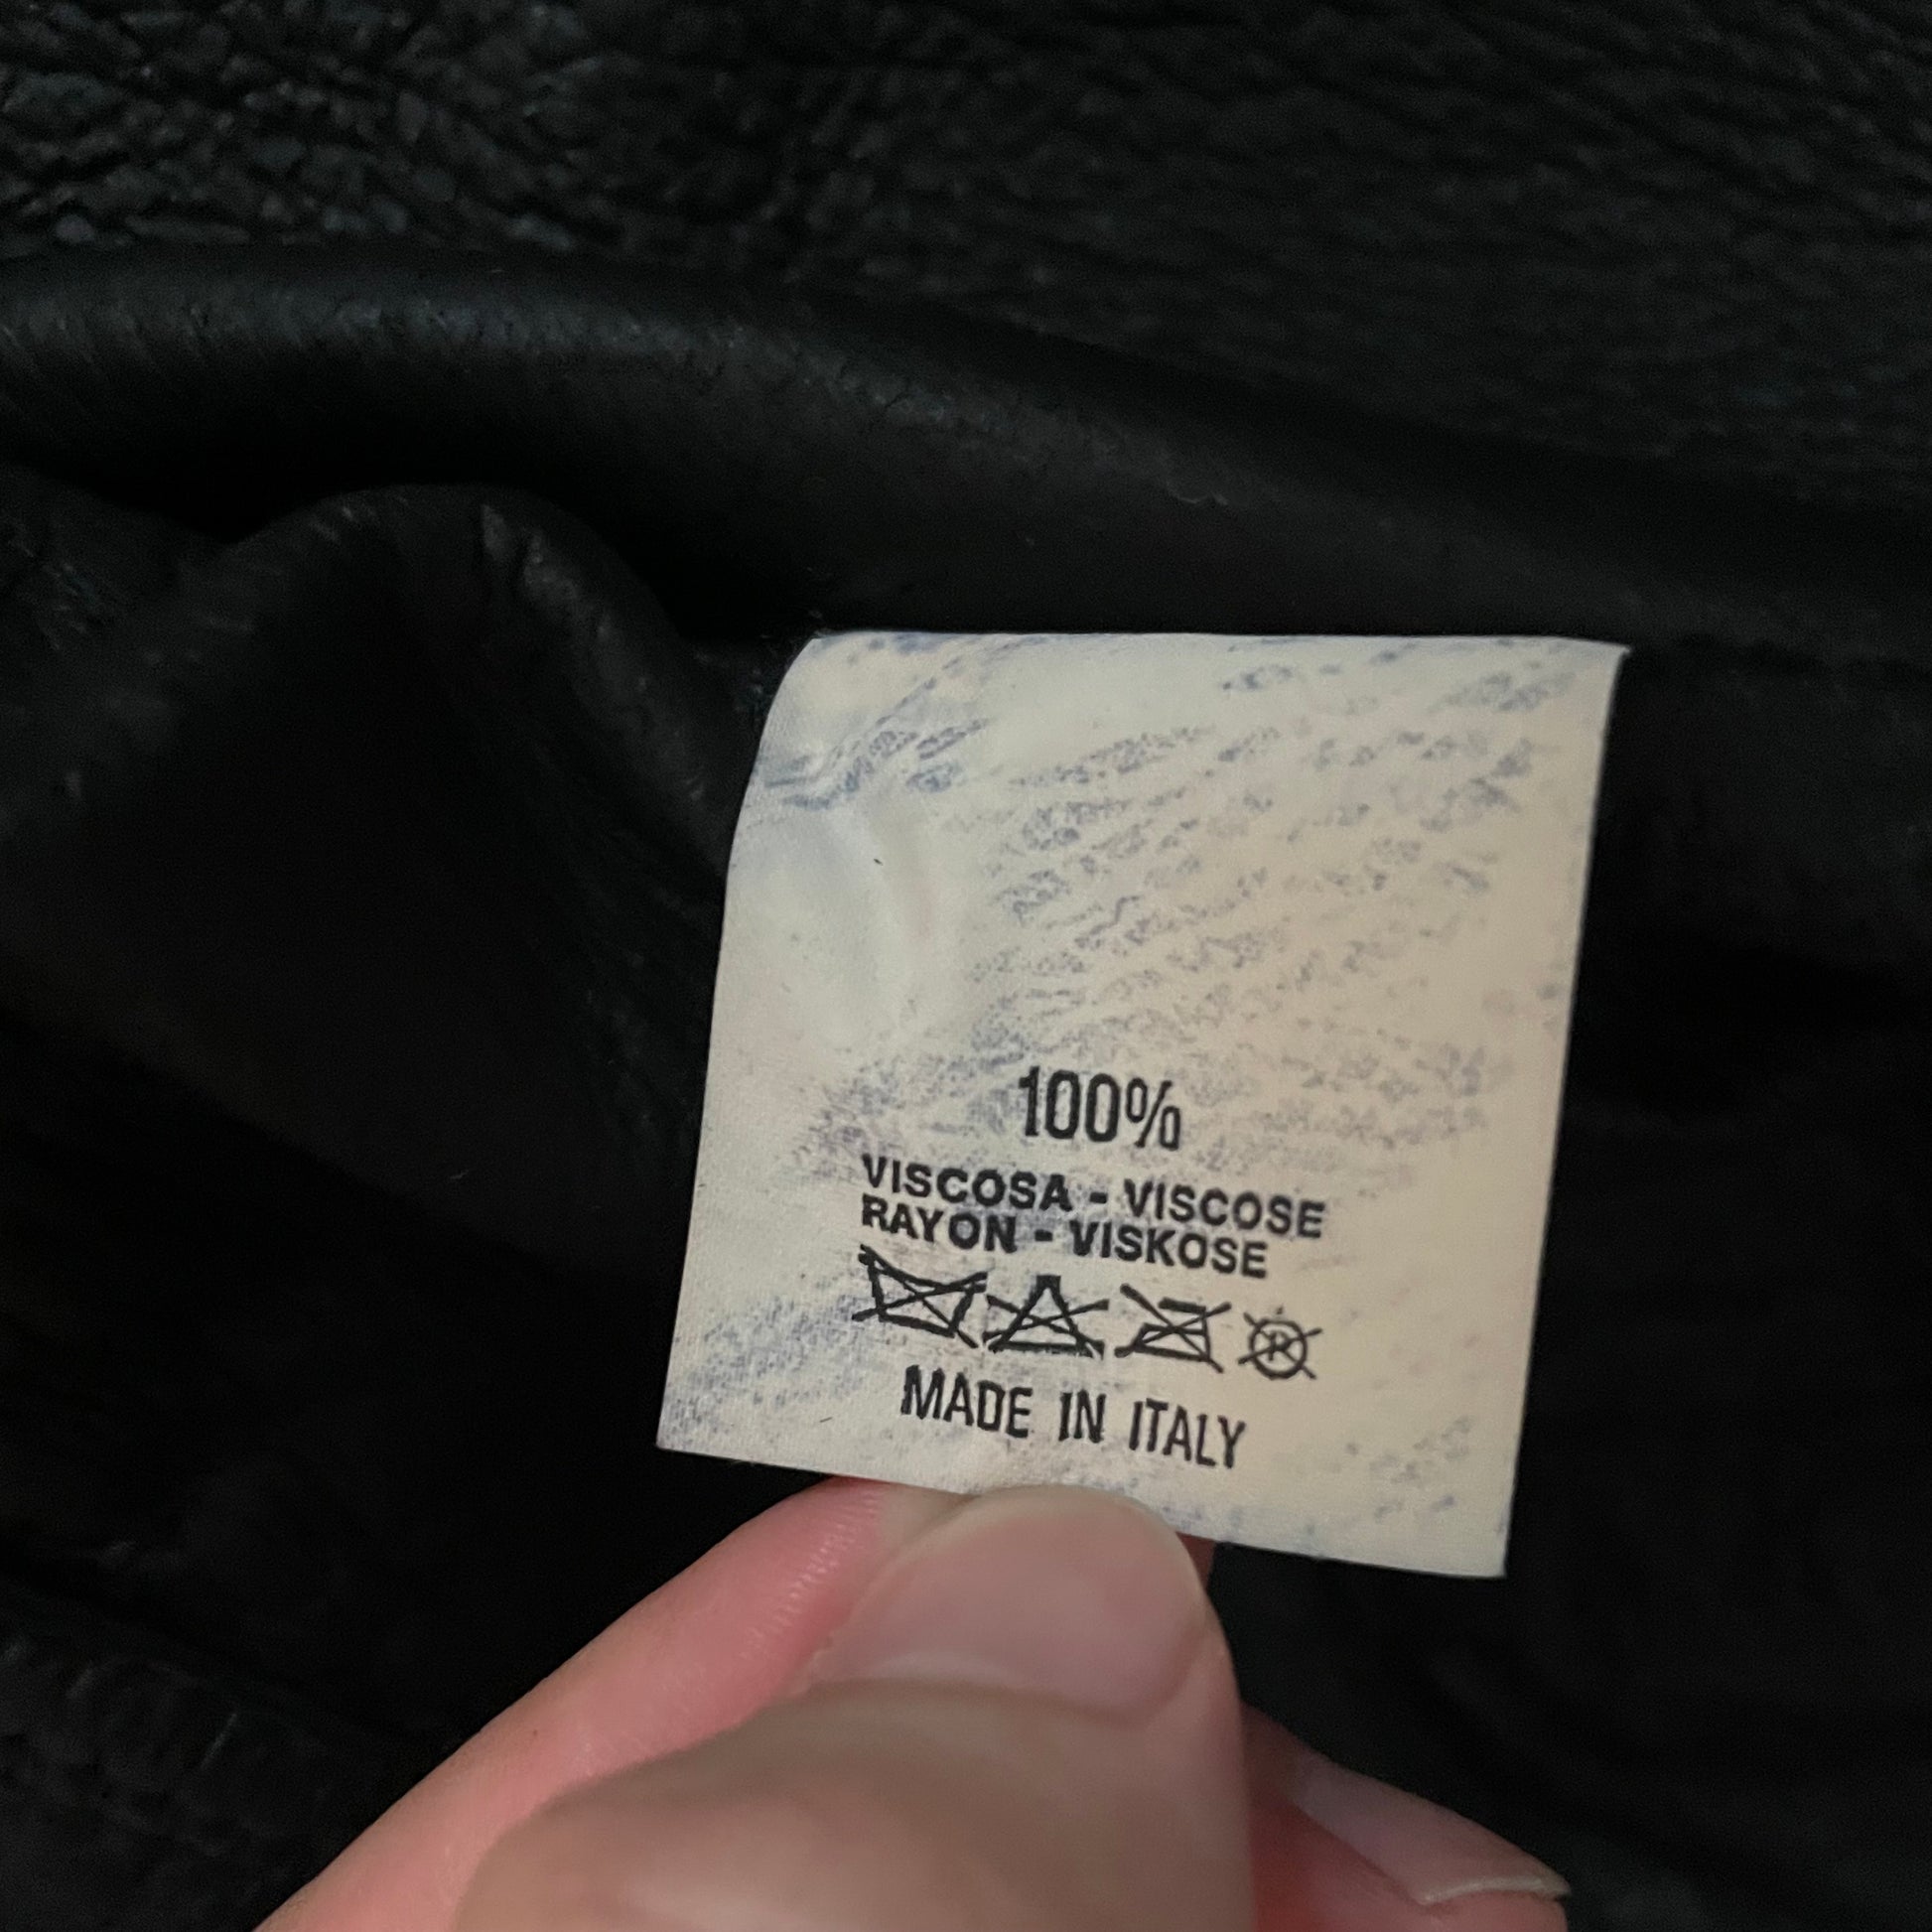 100%
VISCOSA - VISCOSE
RAYON - VISKOSE
R
MADE IN ITALY